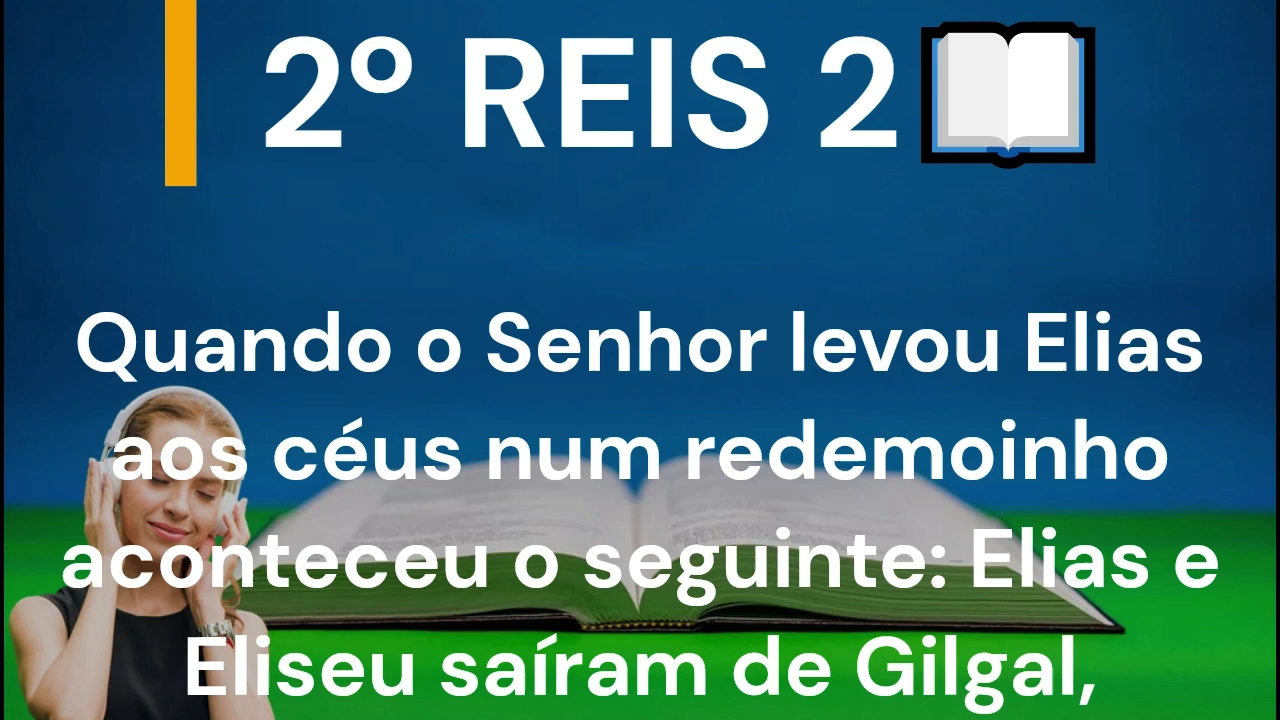 2º REIS 2
Quando o Senhor levou Elias
aos céus num redemoinho
aconteceu o seguinte: Elias e
Eliseu saíram de Gilgal,